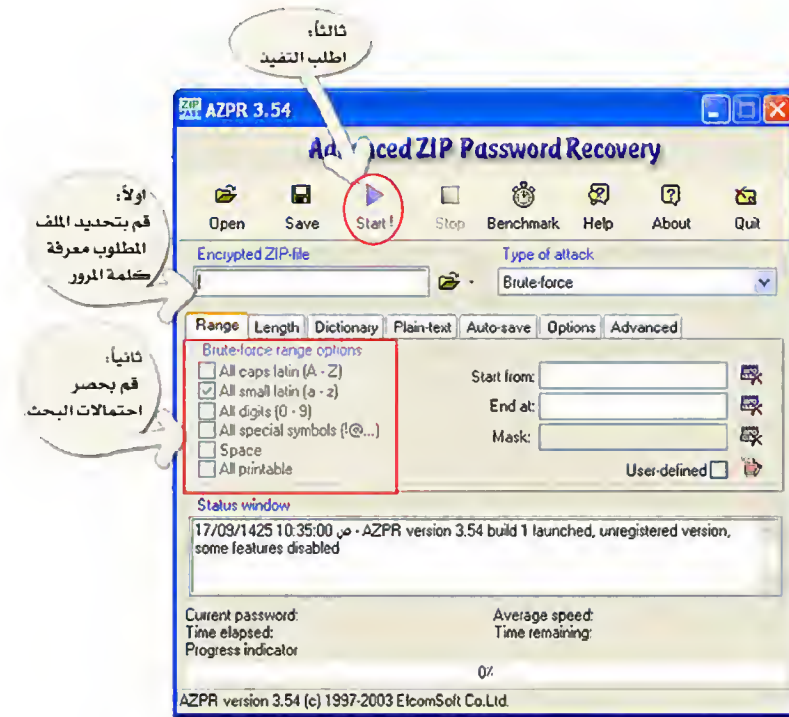 ثالثاً:
اطلب التفيذ
AZPR 3.54
ced ZIP Password Recovery
Open Save Start! Stop Benchmark Help About Quit
اولاً:
قم بتحديد الملف
المطلوب معرفة
كلمة المرور
Encrypted ZIP-file
Type of attack
Brute-force
Range Length Dictionary Plain-text Auto-save Options Advanced
ثانياً:
قم بحصر
احتمالات البحث.
Brute-force range options
All caps latin (A - Z)
All small latin (a - z)
All digits (0 - 9)
All special symbols (!@...)
Space
All printable
Start from:
End at:
Mask:
User-defined
Status window
17/09/1425 10:35:00 ص - AZPR version 3.54 build 1 launched, unregistered version,
some features disabled
Current password:
Average speed:
Time elapsed:
Time remaining:
Progress indicator
0%
AZPR version 3.54 (c) 1997-2003 ElcomSoft Co.Ltd.